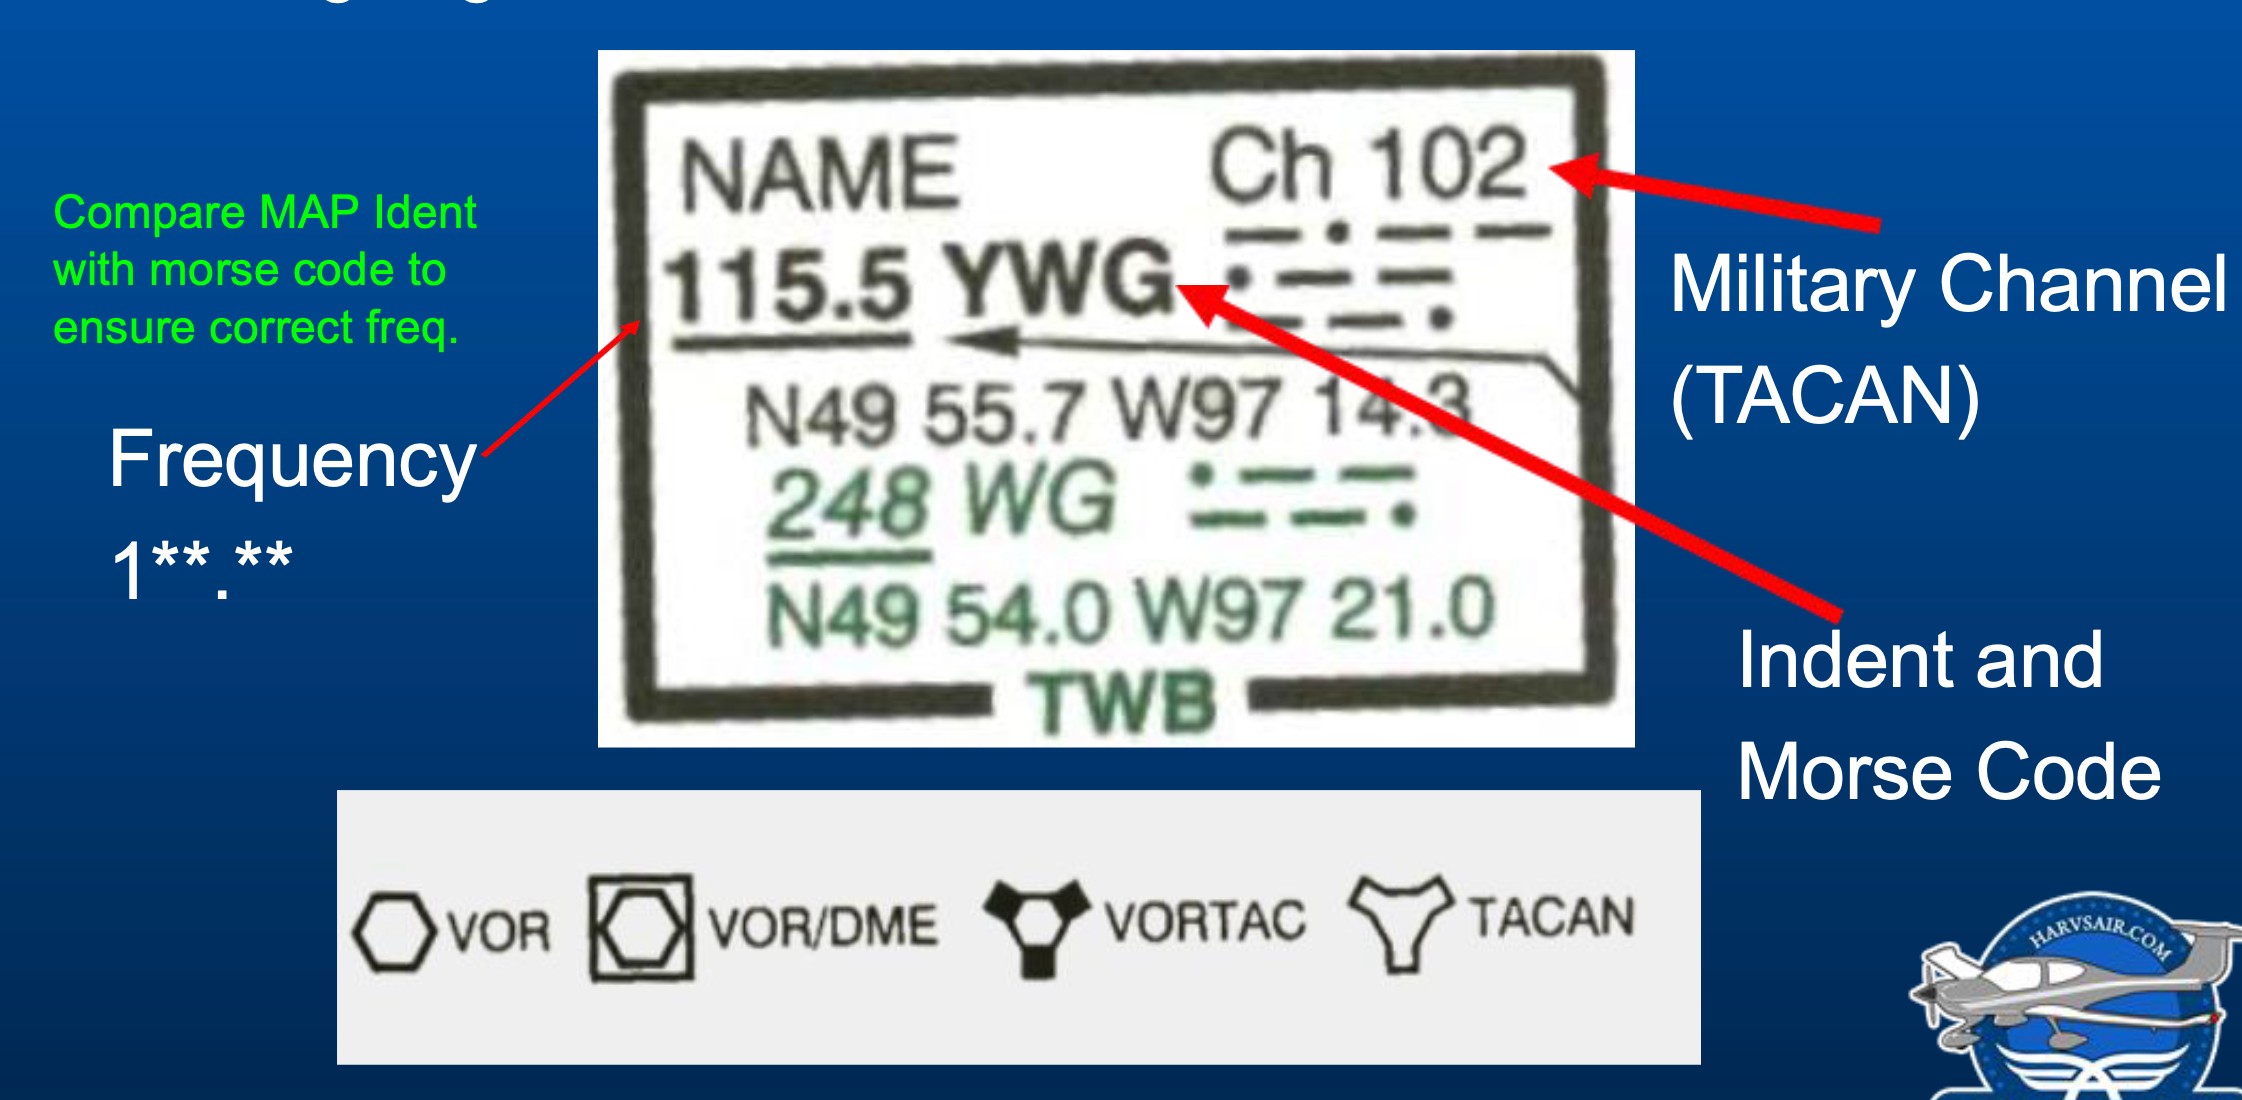 Compare MAP Ident
with morse code to
ensure correct freq.
Frequency
1**.**
NAME Ch 102
115.5 YWG
N49 55.7 W97 14.3
248 WG
N49 54.0 W97 21.0
TWB
Military Channel
(TACAN)
Indent and
Morse Code
VOR VOR/DME VORTAC TACAN
HARVSAIR.COM